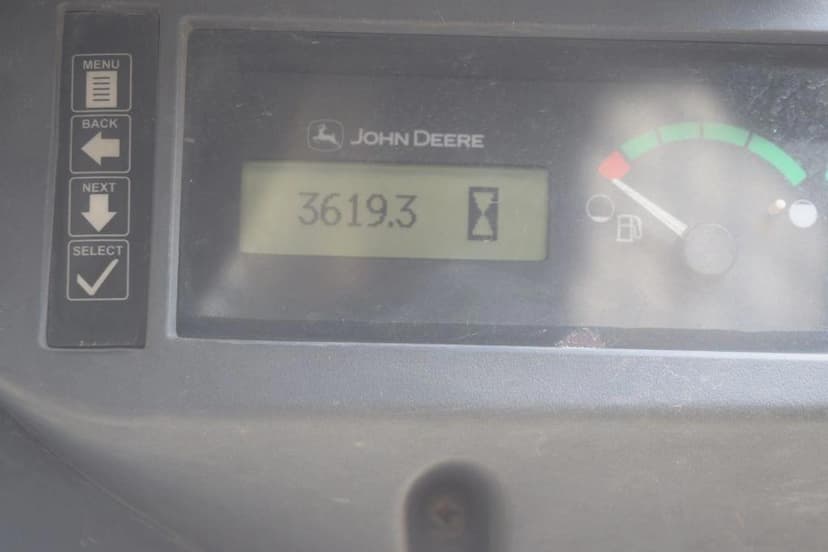 MENU
BACK
NEXT
SELECT
JOHN DEERE
3619.3